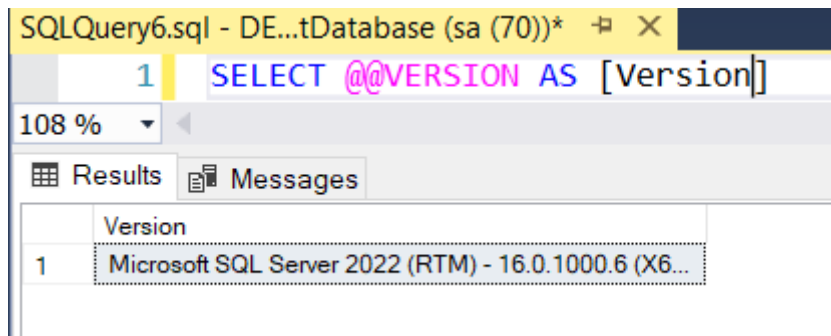 SQLQuery6.sql - DE...tDatabase (sa (70))*
1 SELECT @@VERSION AS [Version]
108 %
Results Messages
Version
1 Microsoft SQL Server 2022 (RTM) - 16.0.1000.6 (X6...